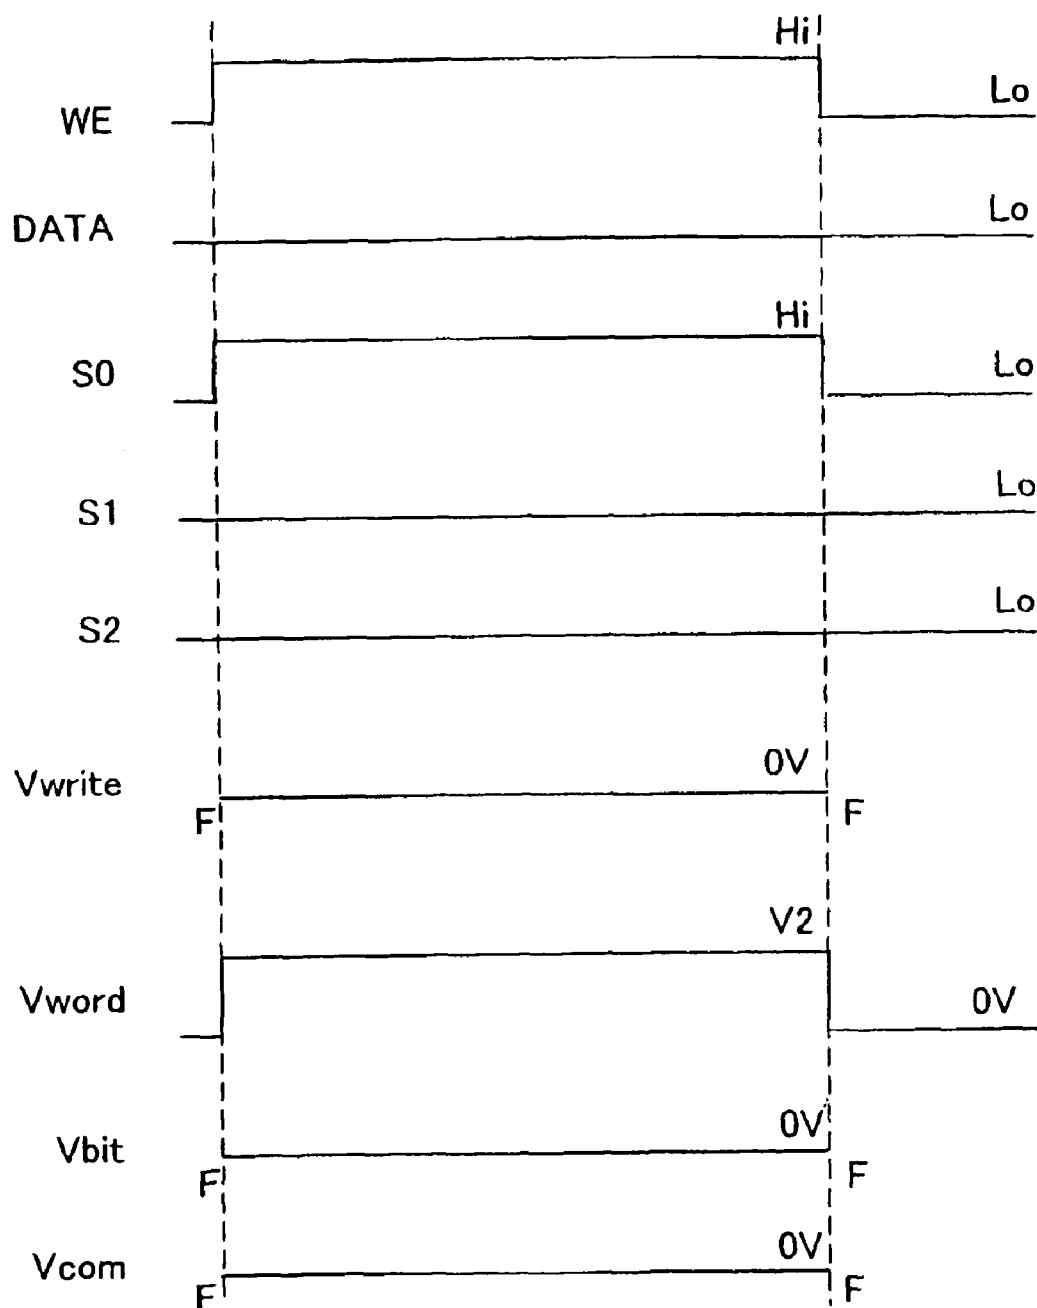 Hi
WE Lo
DATA Lo
Hi
S0 Lo
S1 Lo
S2 Lo
Vwrite 0V
F F
V2
Vword 0V
Vbit 0V
F F
Vcom 0V
F F